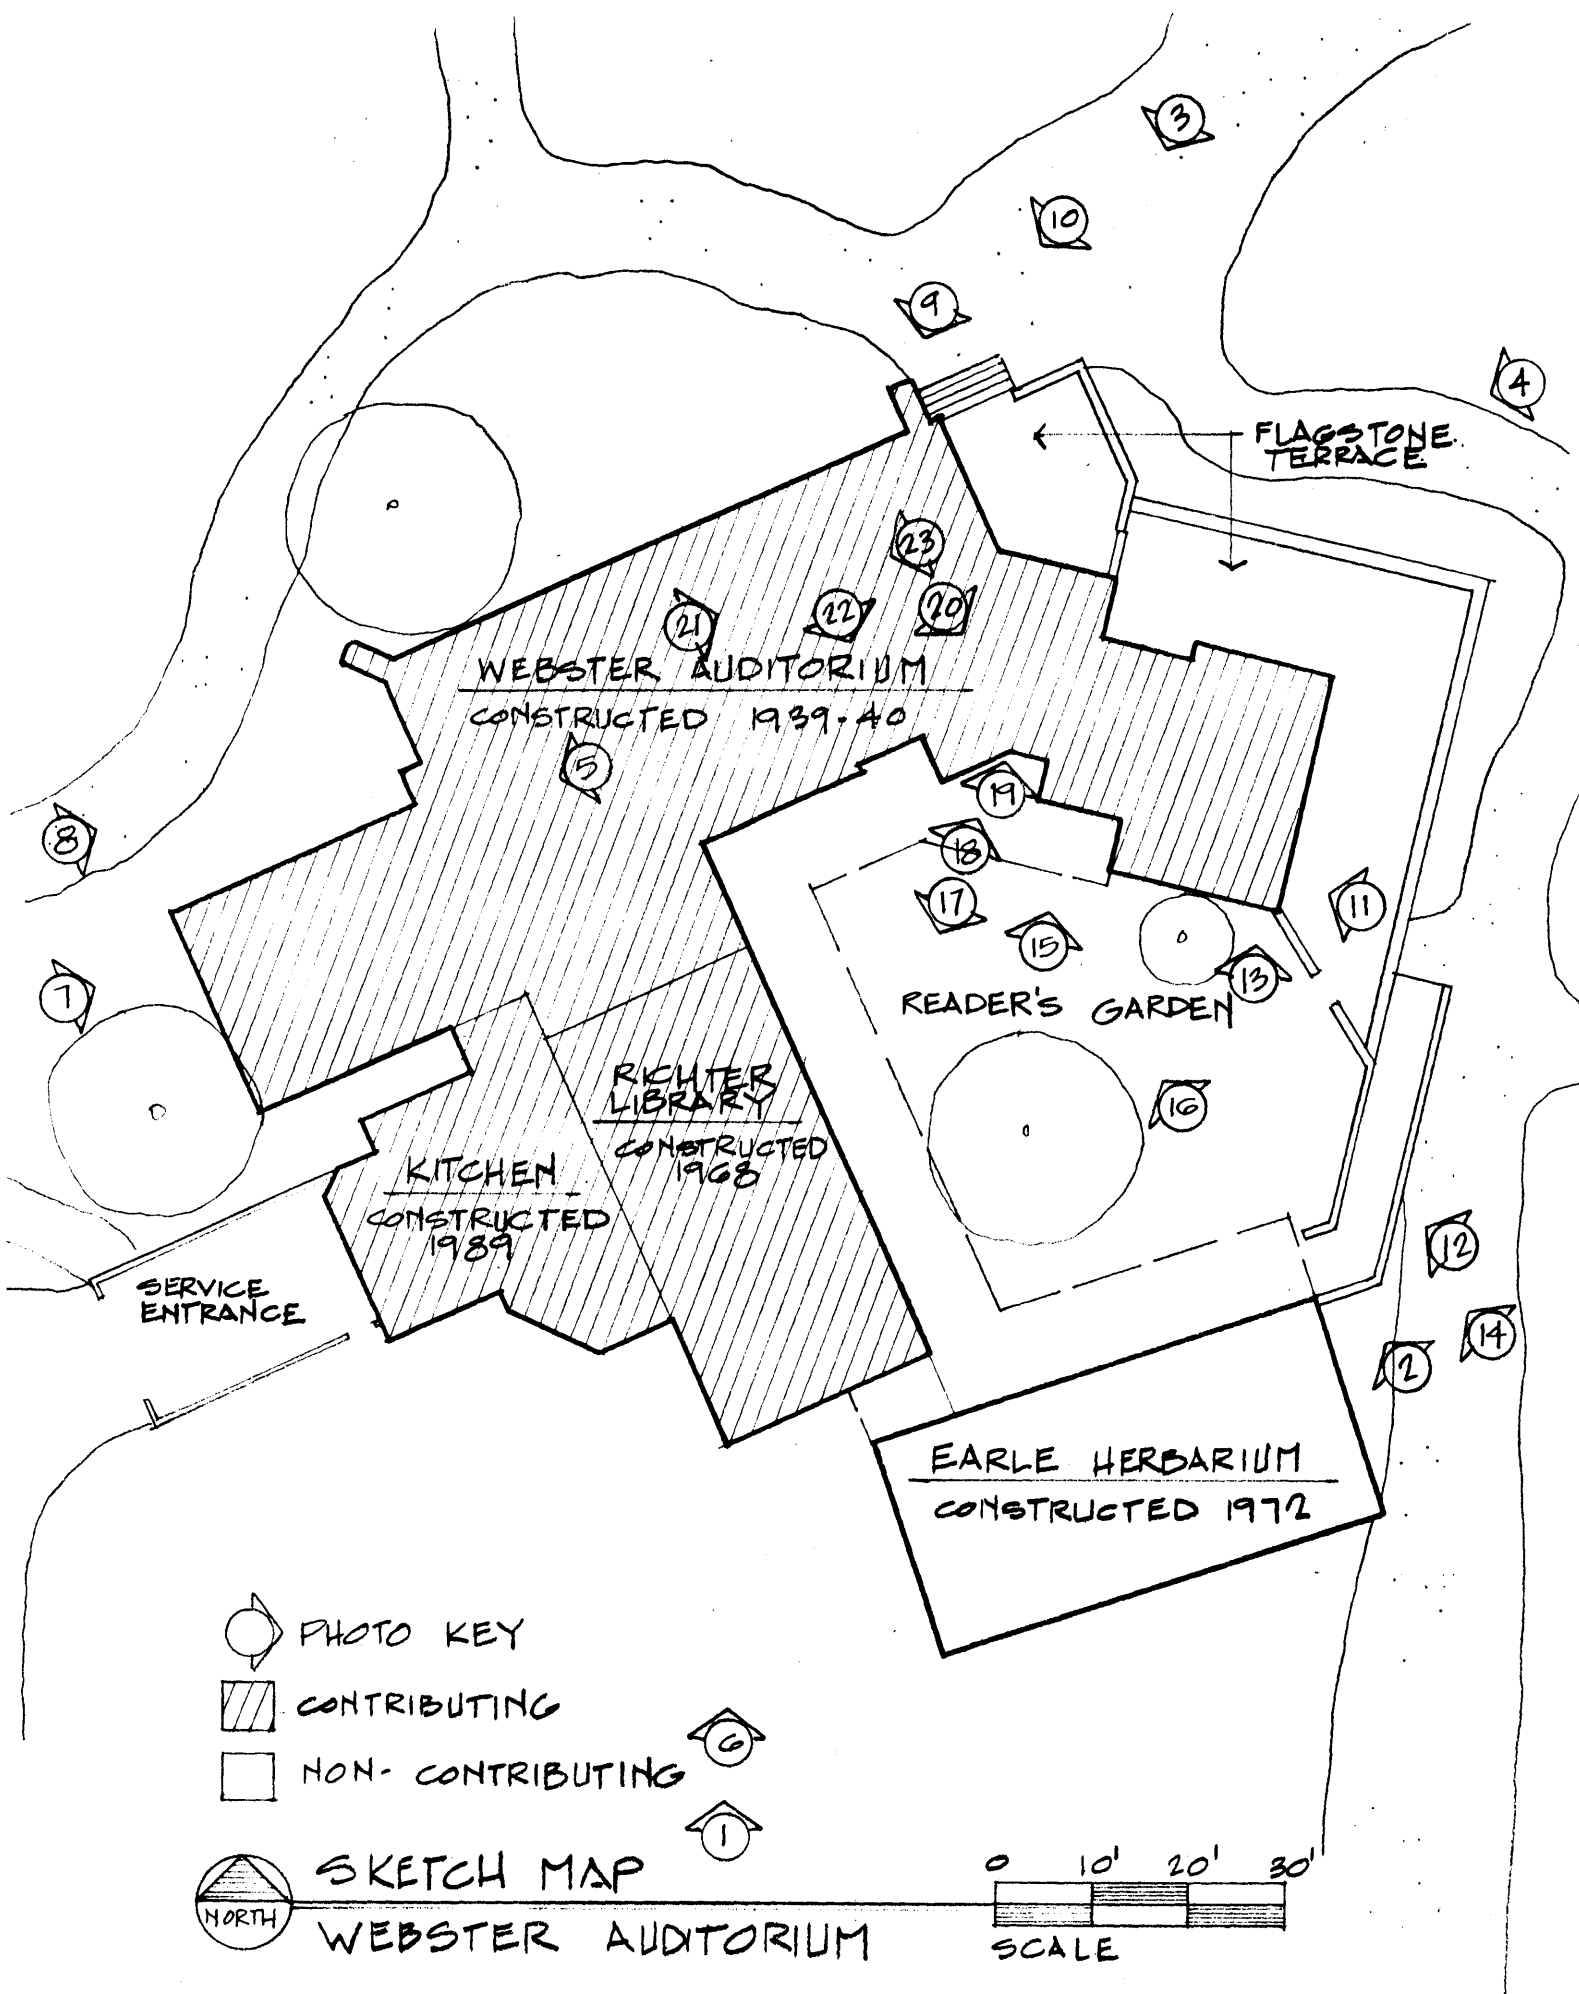 3
10
9
4
FLAGSTONE
TERRACE
23
21
22
20
WEBSTER AUDITORIUM
CONSTRUCTED 1939-40
5
19
8
18
17
11
15
13
7
READER'S GARDEN
RICHTER
LIBRARY
CONSTRUCTED
1968
16
KITCHEN
CONSTRUCTED
1989
12
SERVICE
ENTRANCE
14
2
EARLE HERBARIUM
CONSTRUCTED 1972
PHOTO KEY
CONTRIBUTING
6
NON-CONTRIBUTING
1
SKETCH MAP
0 10' 20' 30'
NORTH
WEBSTER AUDITORIUM
SCALE